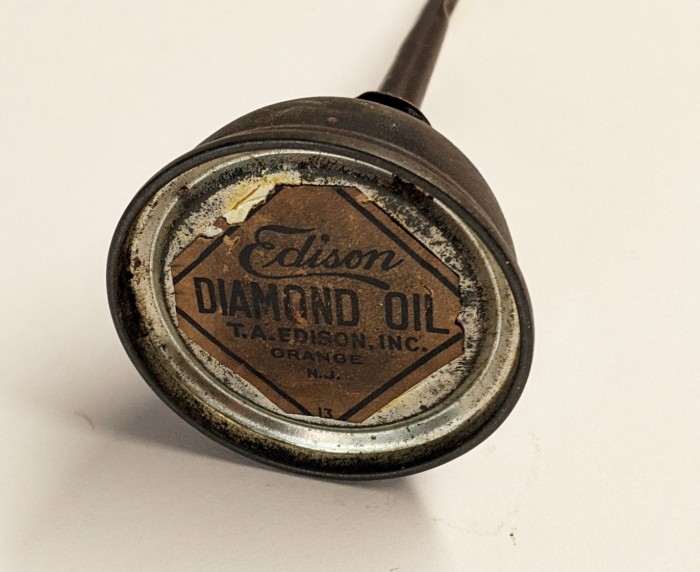 Edison
DIAMOND OIL
T.A. EDISON, INC.
ORANGE
N.J.
13